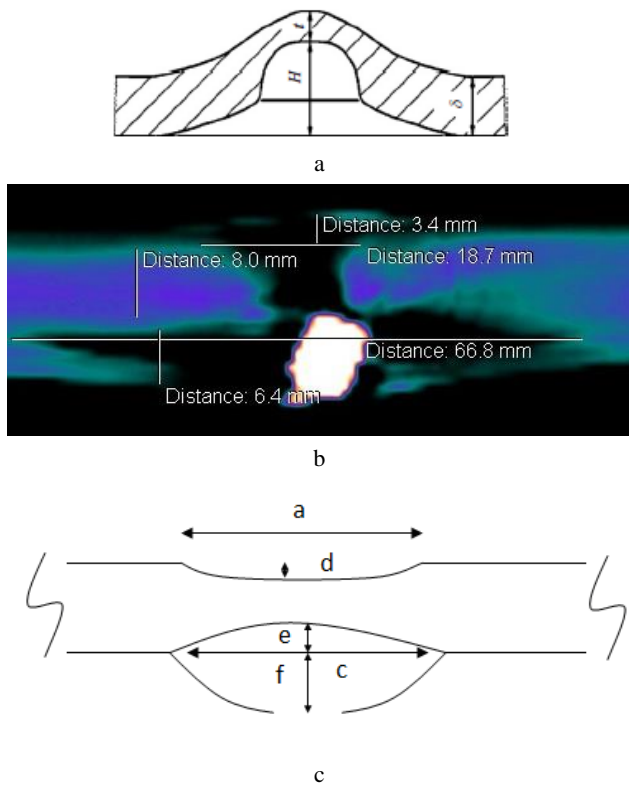 t
H
δ
a
Distance: 3.4 mm
Distance: 8.0 mm
Distance: 18.7 mm
Distance: 66.8 mm
Distance: 6.4 mm
b
a
d
e
f
c
c